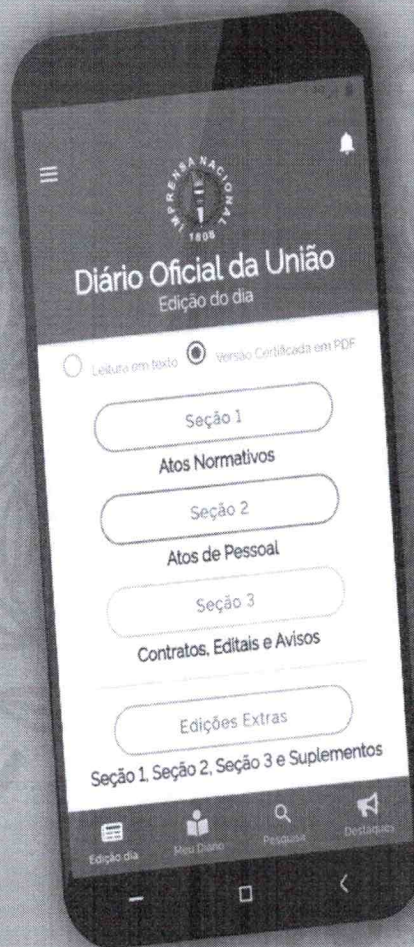 IMPRENSA NACIONAL
1808
Diário Oficial da União
Edição do dia
Leitura em texto
Versão Certificada em PDF
Seção 1
Atos Normativos
Seção 2
Atos de Pessoal
Seção 3
Contratos, Editais e Avisos
Edições Extras
Seção 1, Seção 2, Seção 3 e Suplementos
Edição dia
Meu Diário
Pesquisa
Destaques